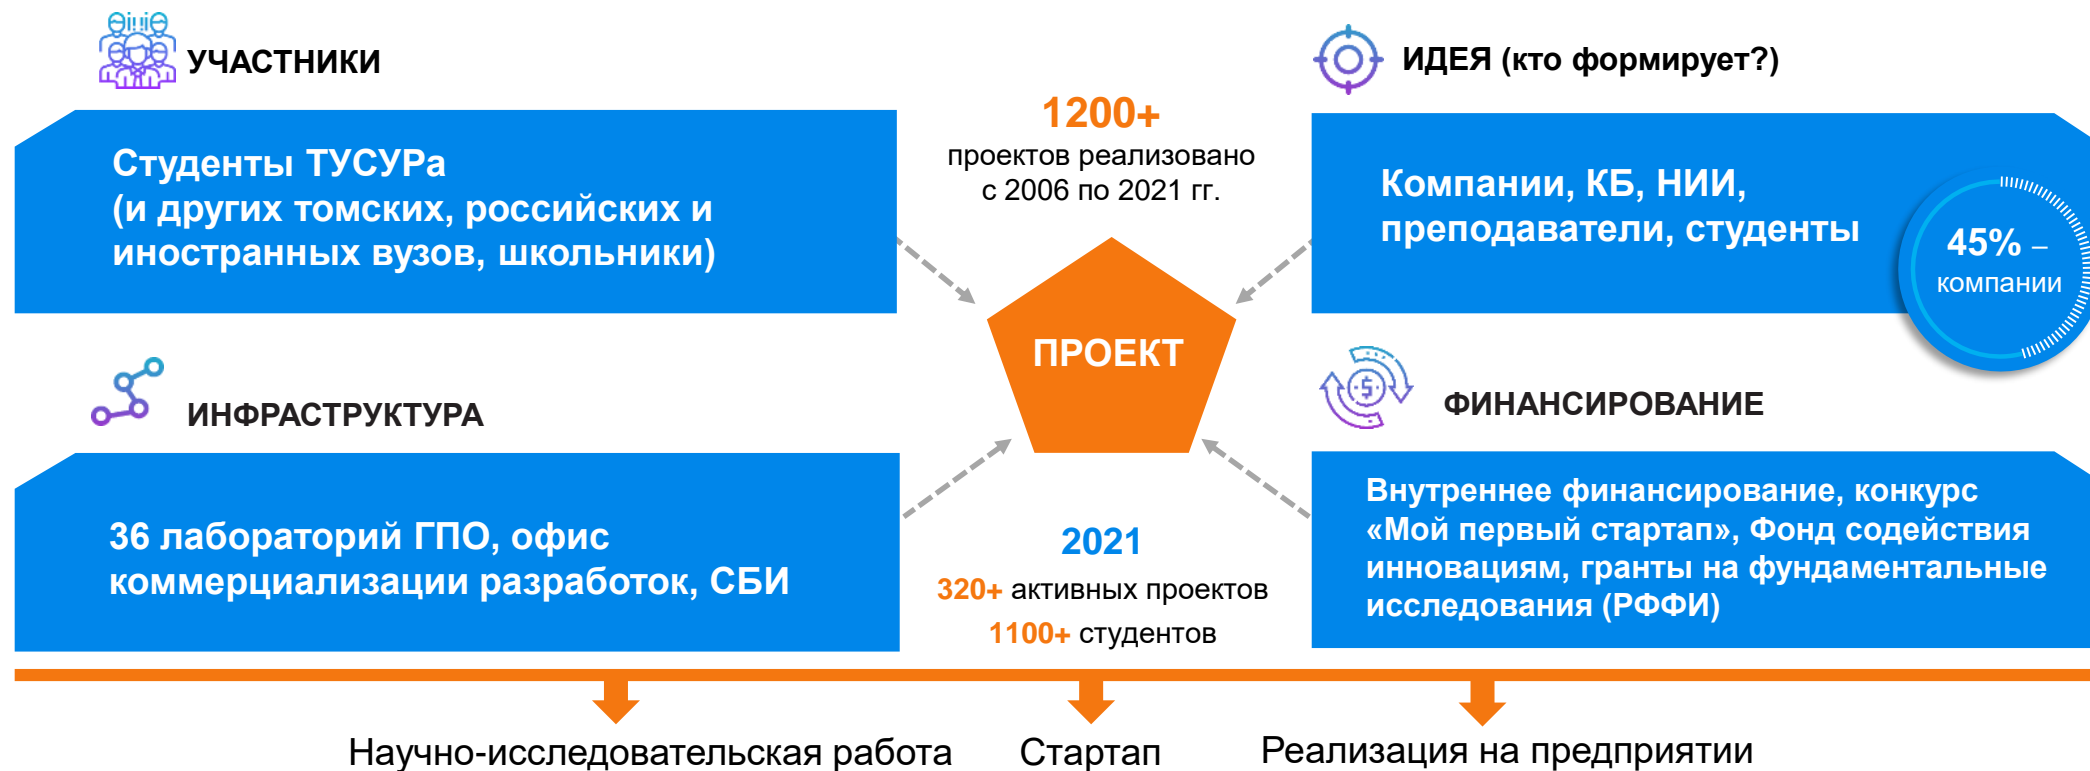 УЧАСТНИКИ
Студенты ТУСУРа
(и других томских, российских и
иностранных вузов, школьники)
1200+
проектов реализовано
с 2006 по 2021 гг.
ИДЕЯ (кто формирует?)
Компании, КБ, НИИ,
преподаватели, студенты
45% –
компании
ПРОЕКТ
ИНФРАСТРУКТУРА
36 лабораторий ГПО, офис
коммерциализации разработок, СБИ
2021
320+ активных проектов
1100+ студентов
ФИНАНСИРОВАНИЕ
Внутреннее финансирование, конкурс
«Мой первый стартап», Фонд содействия
инновациям, гранты на фундаментальные
исследования (РФФИ)
Научно-исследовательская работа
Стартап
Реализация на предприятии